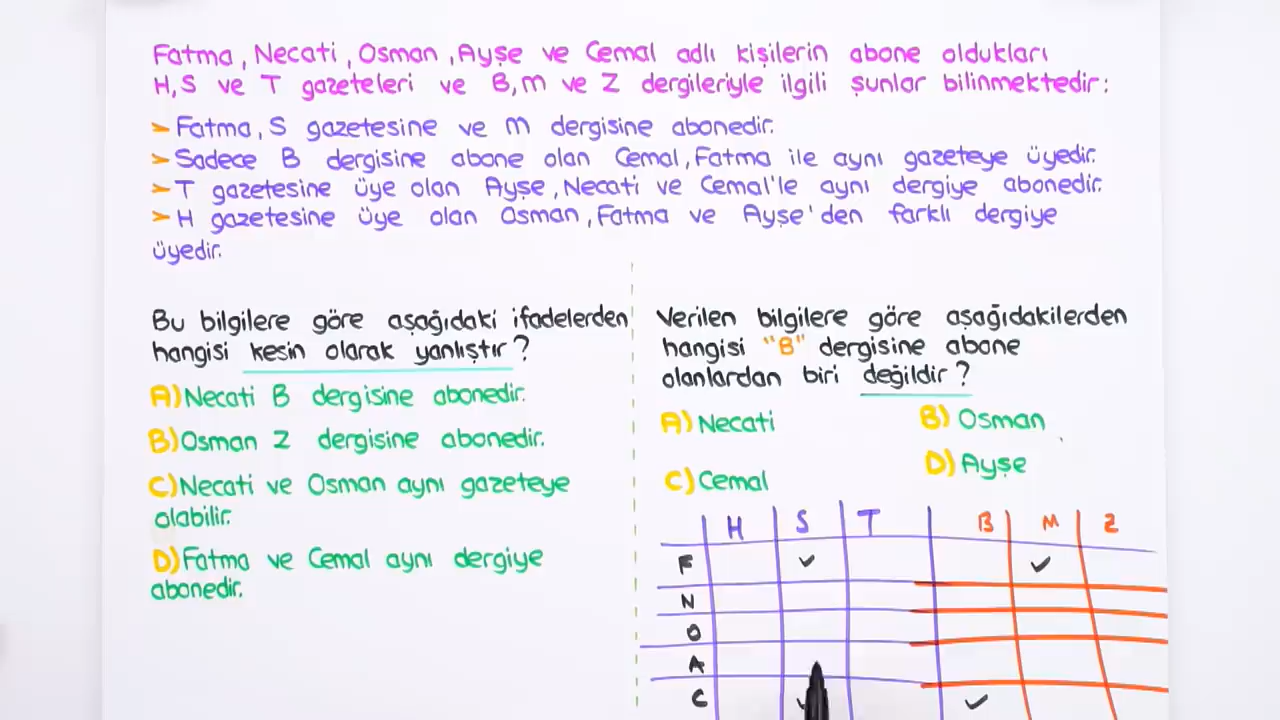 Fatma, Necati, Osman, Ayşe ve Cemal adlı kişilerin abone oldukları
H, S ve T gazeteleri ve B, m ve Z dergileriyle ilgili şunlar bilinmektedir:
➤ Fatma, S gazetesine ve m dergisine abonedir.
➤ Sadece B dergisine abone olan Cemal, Fatma ile aynı gazeteye üyedir.
➤ T gazetesine üye olan Ayşe, Necati ve Cemal'le aynı dergiye abonedir.
➤ H gazetesine üye olan Osman, Fatma ve Ayşe'den farklı dergiye
üyedir.
Bu bilgilere göre aşağıdaki ifadelerden
hangisi kesin olarak yanlıştır?
A) Necati B dergisine abonedir.
B) Osman Z dergisine abonedir.
C) Necati ve Osman aynı gazeteye
olabilir.
D) Fatma ve Cemal aynı dergiye
abonedir.
Verilen bilgilere göre aşağıdakilerden
hangisi "B" dergisine abone
olanlardan biri değildir?
A) Necati
B) Osman
C) Cemal
D) Ayşe
H S T B M Z
F ✓ ✓
N
O
A
C ✓ ✓